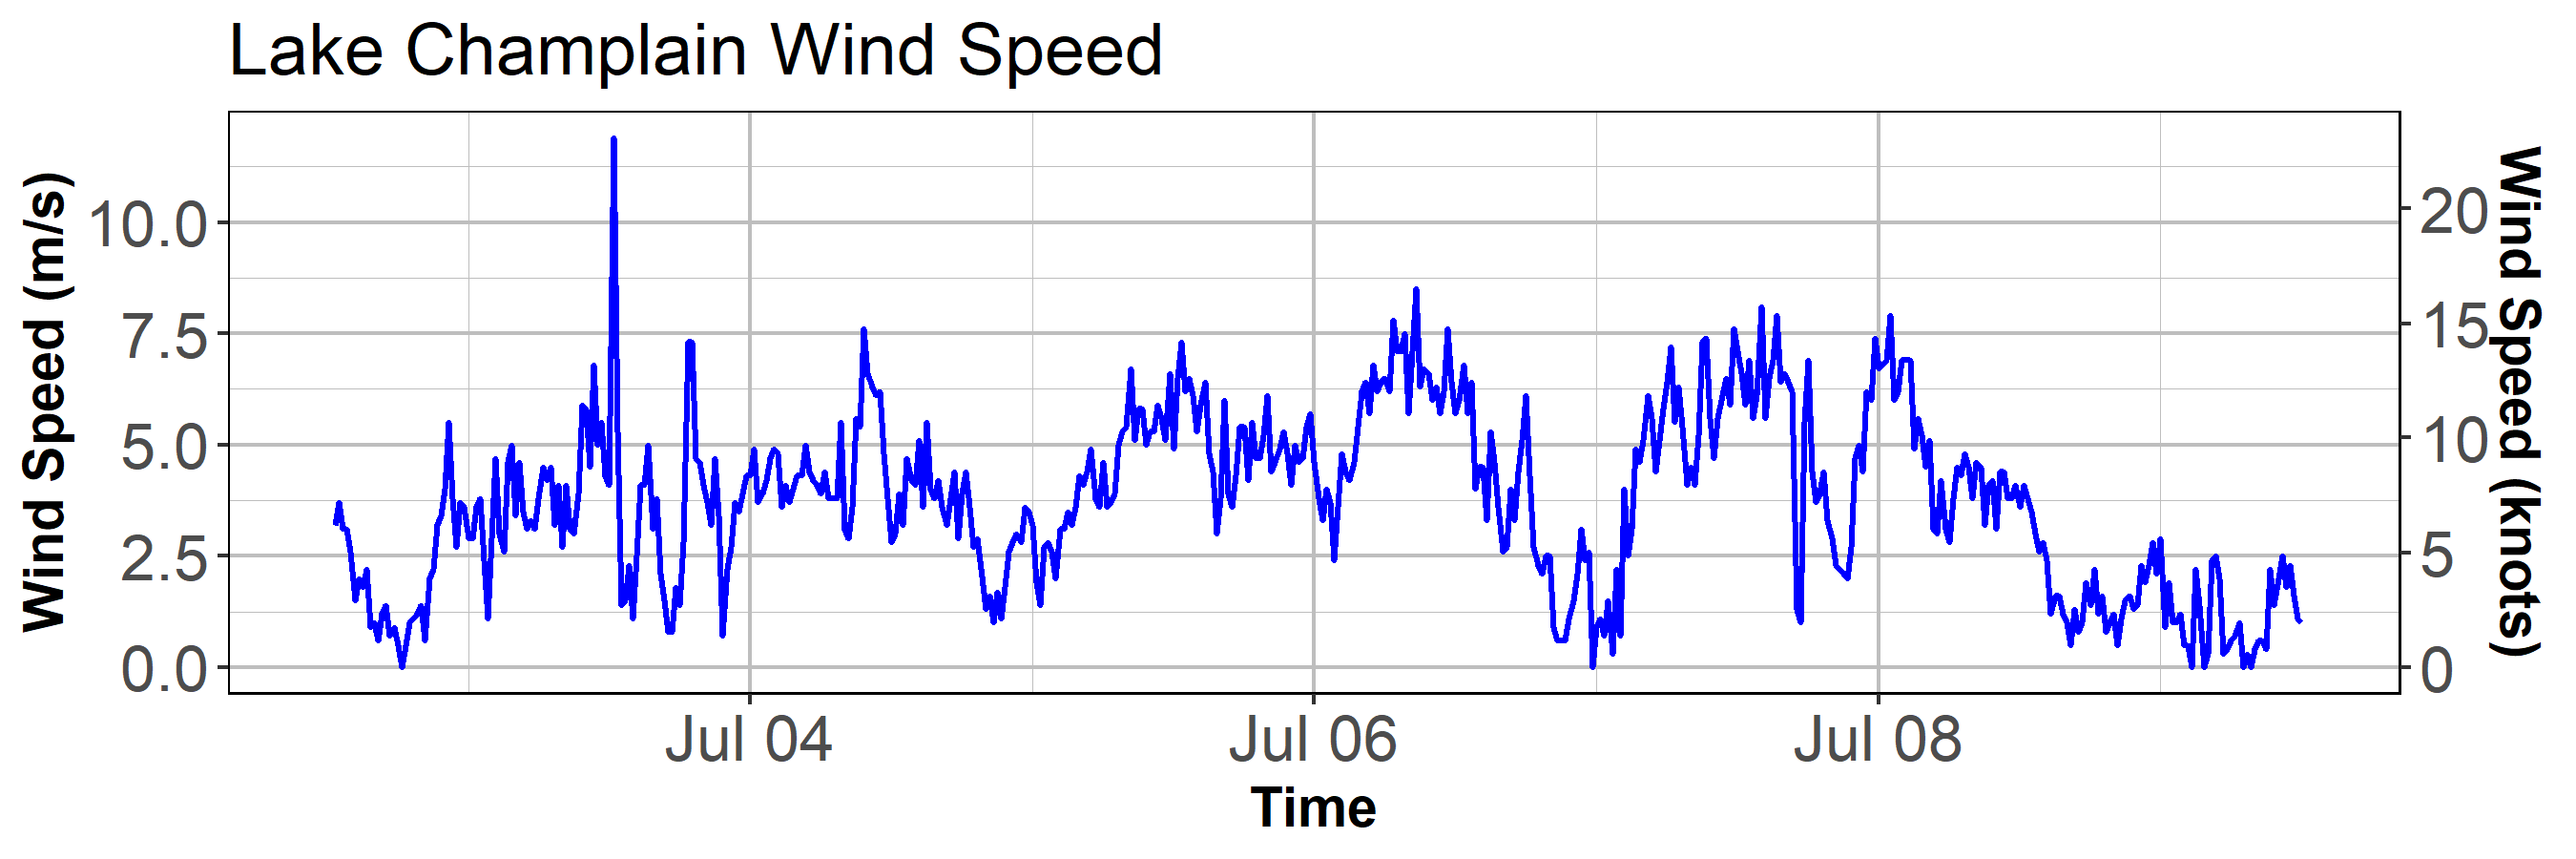 Lake Champlain Wind Speed
Wind Speed (m/s)
10.0
7.5
5.0
2.5
0.0
20
15
10
5
0
Wind Speed (knots)
Jul 04
Jul 06
Jul 08
Time